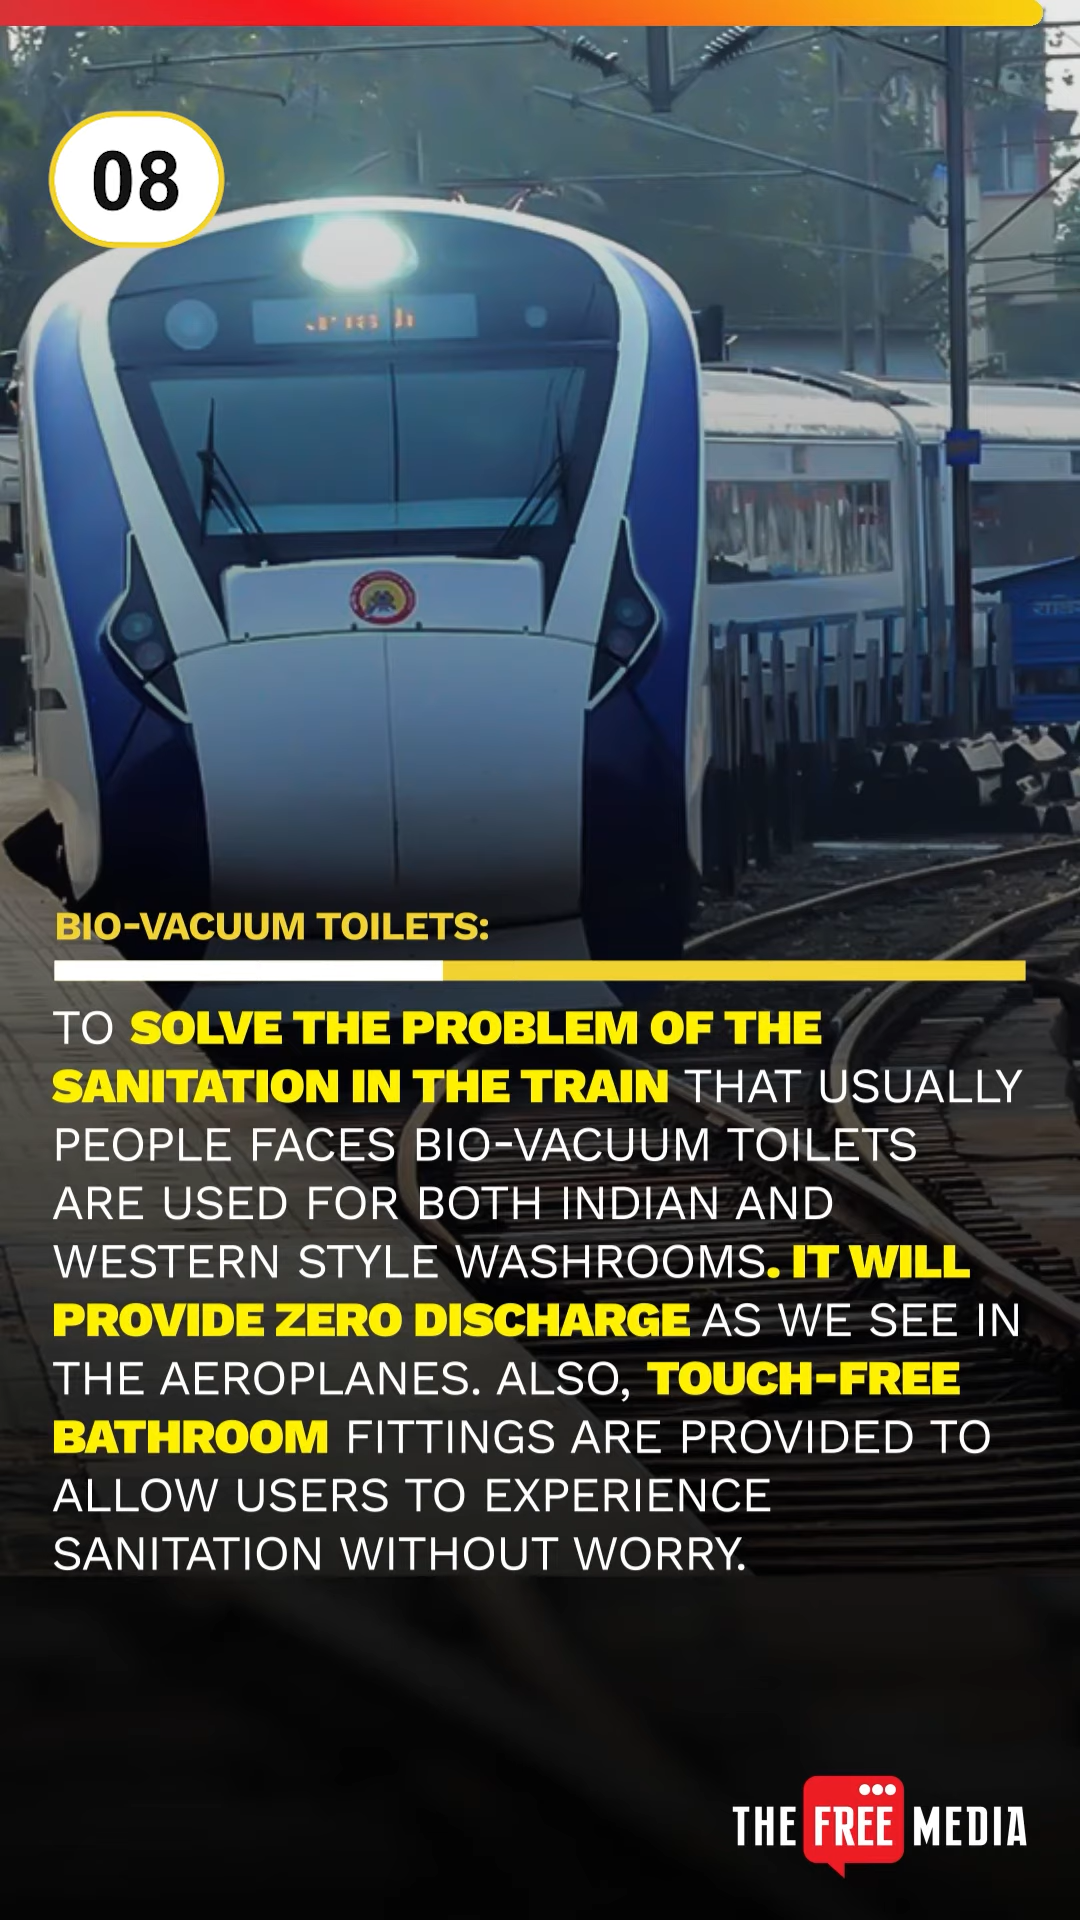 08
BIO-VACUUM TOILETS:
TO SOLVE THE PROBLEM OF THE
SANITATION IN THE TRAIN THAT USUALLY
PEOPLE FACES BIO-VACUUM TOILETS
ARE USED FOR BOTH INDIAN AND
WESTERN STYLE WASHROOMS. IT WILL
PROVIDE ZERO DISCHARGE AS WE SEE IN
THE AEROPLANES. ALSO, TOUCH-FREE
BATHROOM FITTINGS ARE PROVIDED TO
ALLOW USERS TO EXPERIENCE
SANITATION WITHOUT WORRY.
THE FREE MEDIA